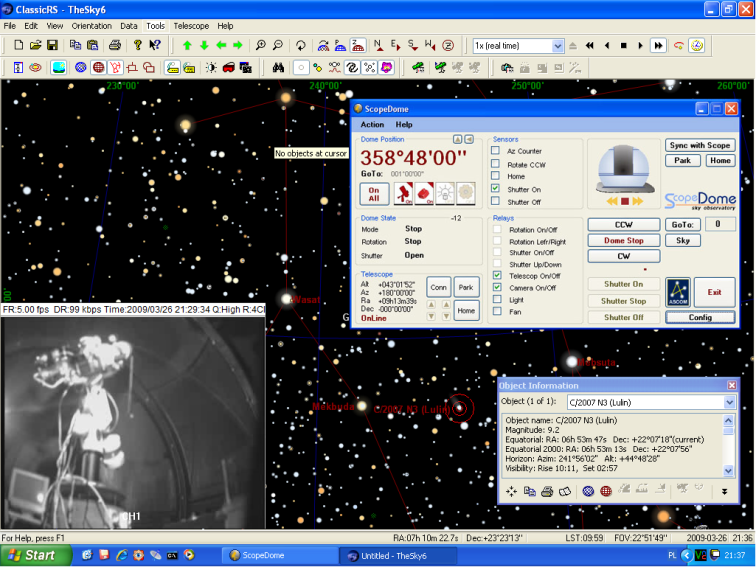 ClassicRS - TheSky6
File Edit View Orientation Data Tools Telescope Help
1x (real time)
230°00'
240°00'
250°00'
260°00'
No objects at cursor
ScopeDome
Action Help
Dome Position
358°48'00"
GoTo: 001°00'00"
On All
On
On
Dome State -12
Mode Stop
Rotation Stop
Shutter Open
Telescope
Alt +043°01'52"
Az +180°00'00"
Ra +09h13m39s
Dec -000°00'00"
OnLine
Conn
Park
Home
Sensors
Az Counter
Rotate CCW
Home
Shutter On
Shutter Off
Relays
Rotation On/Off
Rotation Left/Right
Shutter On/Off
Shutter Up/Down
Telescop On/Off
Camera On/Off
Light
Fan
Sync with Scope
Park
Home
ScopeDome
sky observatory
CCW
GoTo:
0
Dome Stop
Sky
CW
Shutter On
Shutter Stop
Shutter Off
ASCOM
Exit
Config
Wasat
Mekbuda
C/2007 N3 (Lulin)
Mebsuta
FR:5.00 fps DR:99 kbps Time:2009/03/26 21:29:34 Q:High R:4CI
CH1
Object Information
Object (1 of 1): C/2007 N3 (Lulin)
Object name: C/2007 N3 (Lulin)
Magnitude: 9.2
Equatorial: RA: 06h 53m 47s Dec: +22°07'18"(current)
Equatorial 2000: RA: 06h 53m 13s Dec: +22°07'56"
Horizon: Azim: 241°56'02" Alt: +44°48'28"
Visibility: Rise 10:11, Set 02:57
For Help, press F1
RA:07h 10m 22.7s Dec:+23°23'13"
LST:09:59
FOV:22°51'49"
2009-03-26 21:36
Start
ScopeDome
Untitled - TheSky6
PL
V2
21:37